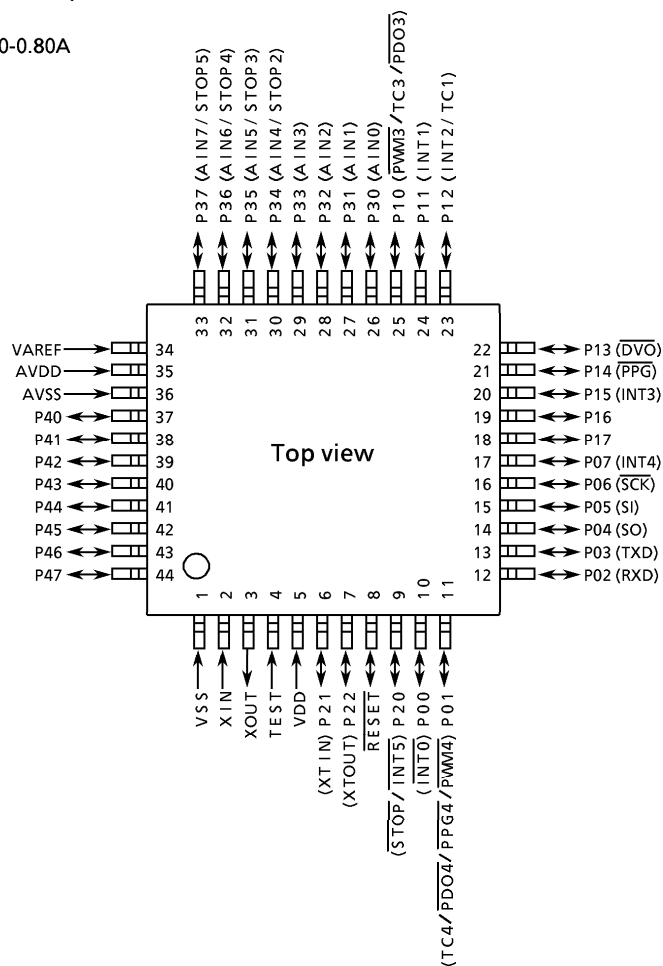 0-0.80A
P37 (AIN7/ STOP5)
P36 (AIN6/ STOP4)
P35 (AIN5/ STOP3)
P34 (AIN4/ STOP2)
P33 (AIN3)
P32 (AIN2)
P31 (AIN1)
P30 (AIN0)
P10 (PWM3/TC3/PDO3)
P11 (INT1)
P12 (INT2/ TC1)
33 32 31 30 29 28 27 26 25 24 23
VAREF 34
AVDD 35
AVSS 36
P40 37
P41 38
P42 39
P43 40
P44 41
P45 42
P46 43
P47 44
Top view
22 P13 (DVO)
21 P14 (PPG)
20 P15 (INT3)
19 P16
18 P17
17 P07 (INT4)
16 P06 (SCK)
15 P05 (SI)
14 P04 (SO)
13 P03 (TXD)
12 P02 (RXD)
1 2 3 4 5 6 7 8 9 10 11
VSS
XIN
XOUT
TEST
VDD
(XTIN) P21
(XTOUT) P22
RESET
(STOP/INT5) P20
(INT0) P00
(TC4/PDO4/PPG4/PWM4) P01